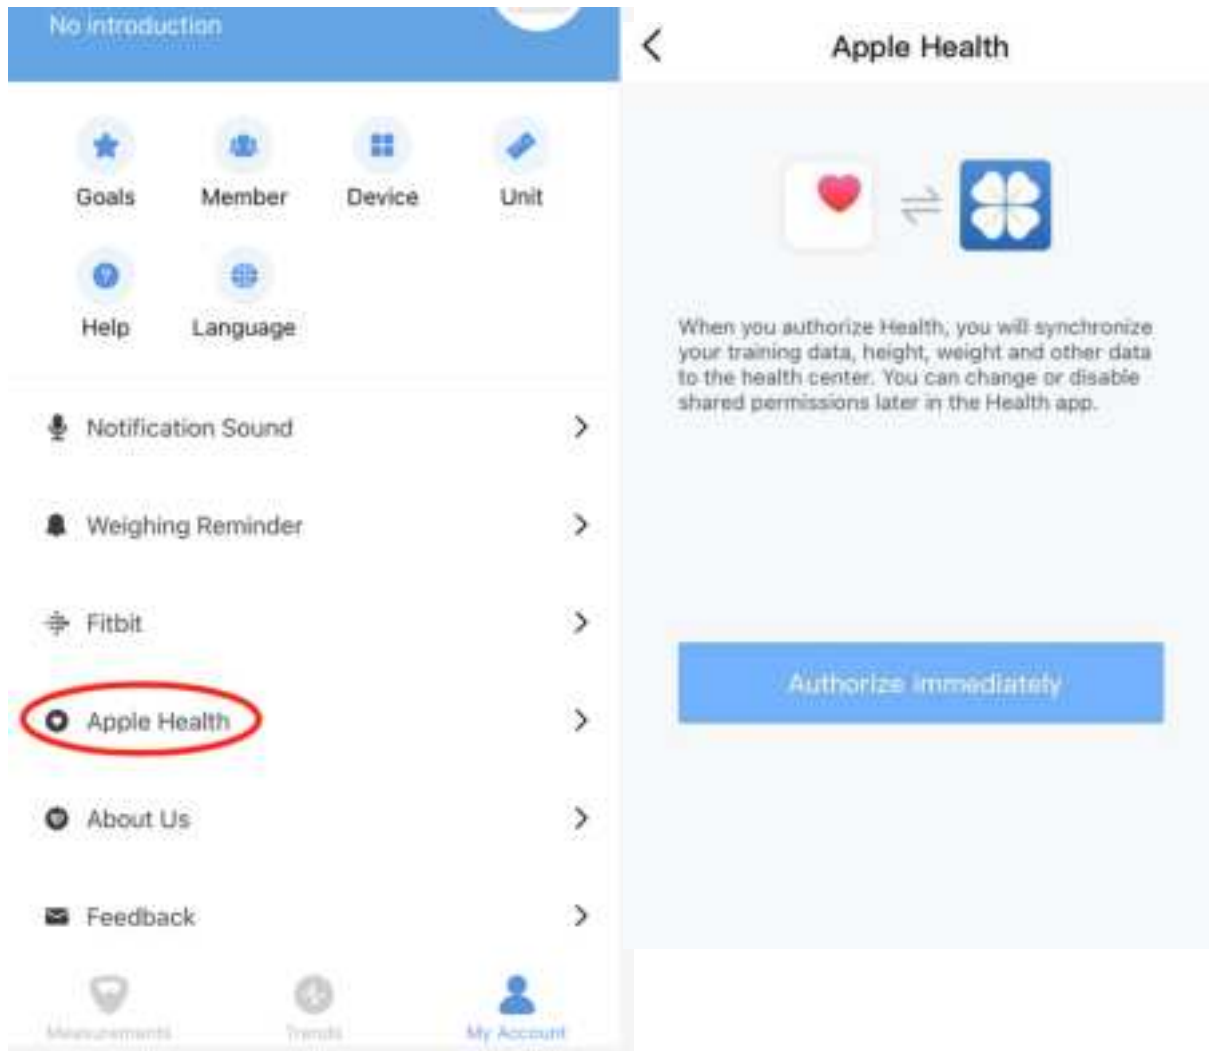 No introduction
Goals
Member
Device
Unit
Help
Language
Notification Sound
Weighing Reminder
Fitbit
Apple Health
About Us
Feedback
Measurements
Trends
My Account
Apple Health
When you authorize Health, you will synchronize
your training data, height, weight and other data
to the health center. You can change or disable
shared permissions later in the Health app.
Authorize immediately